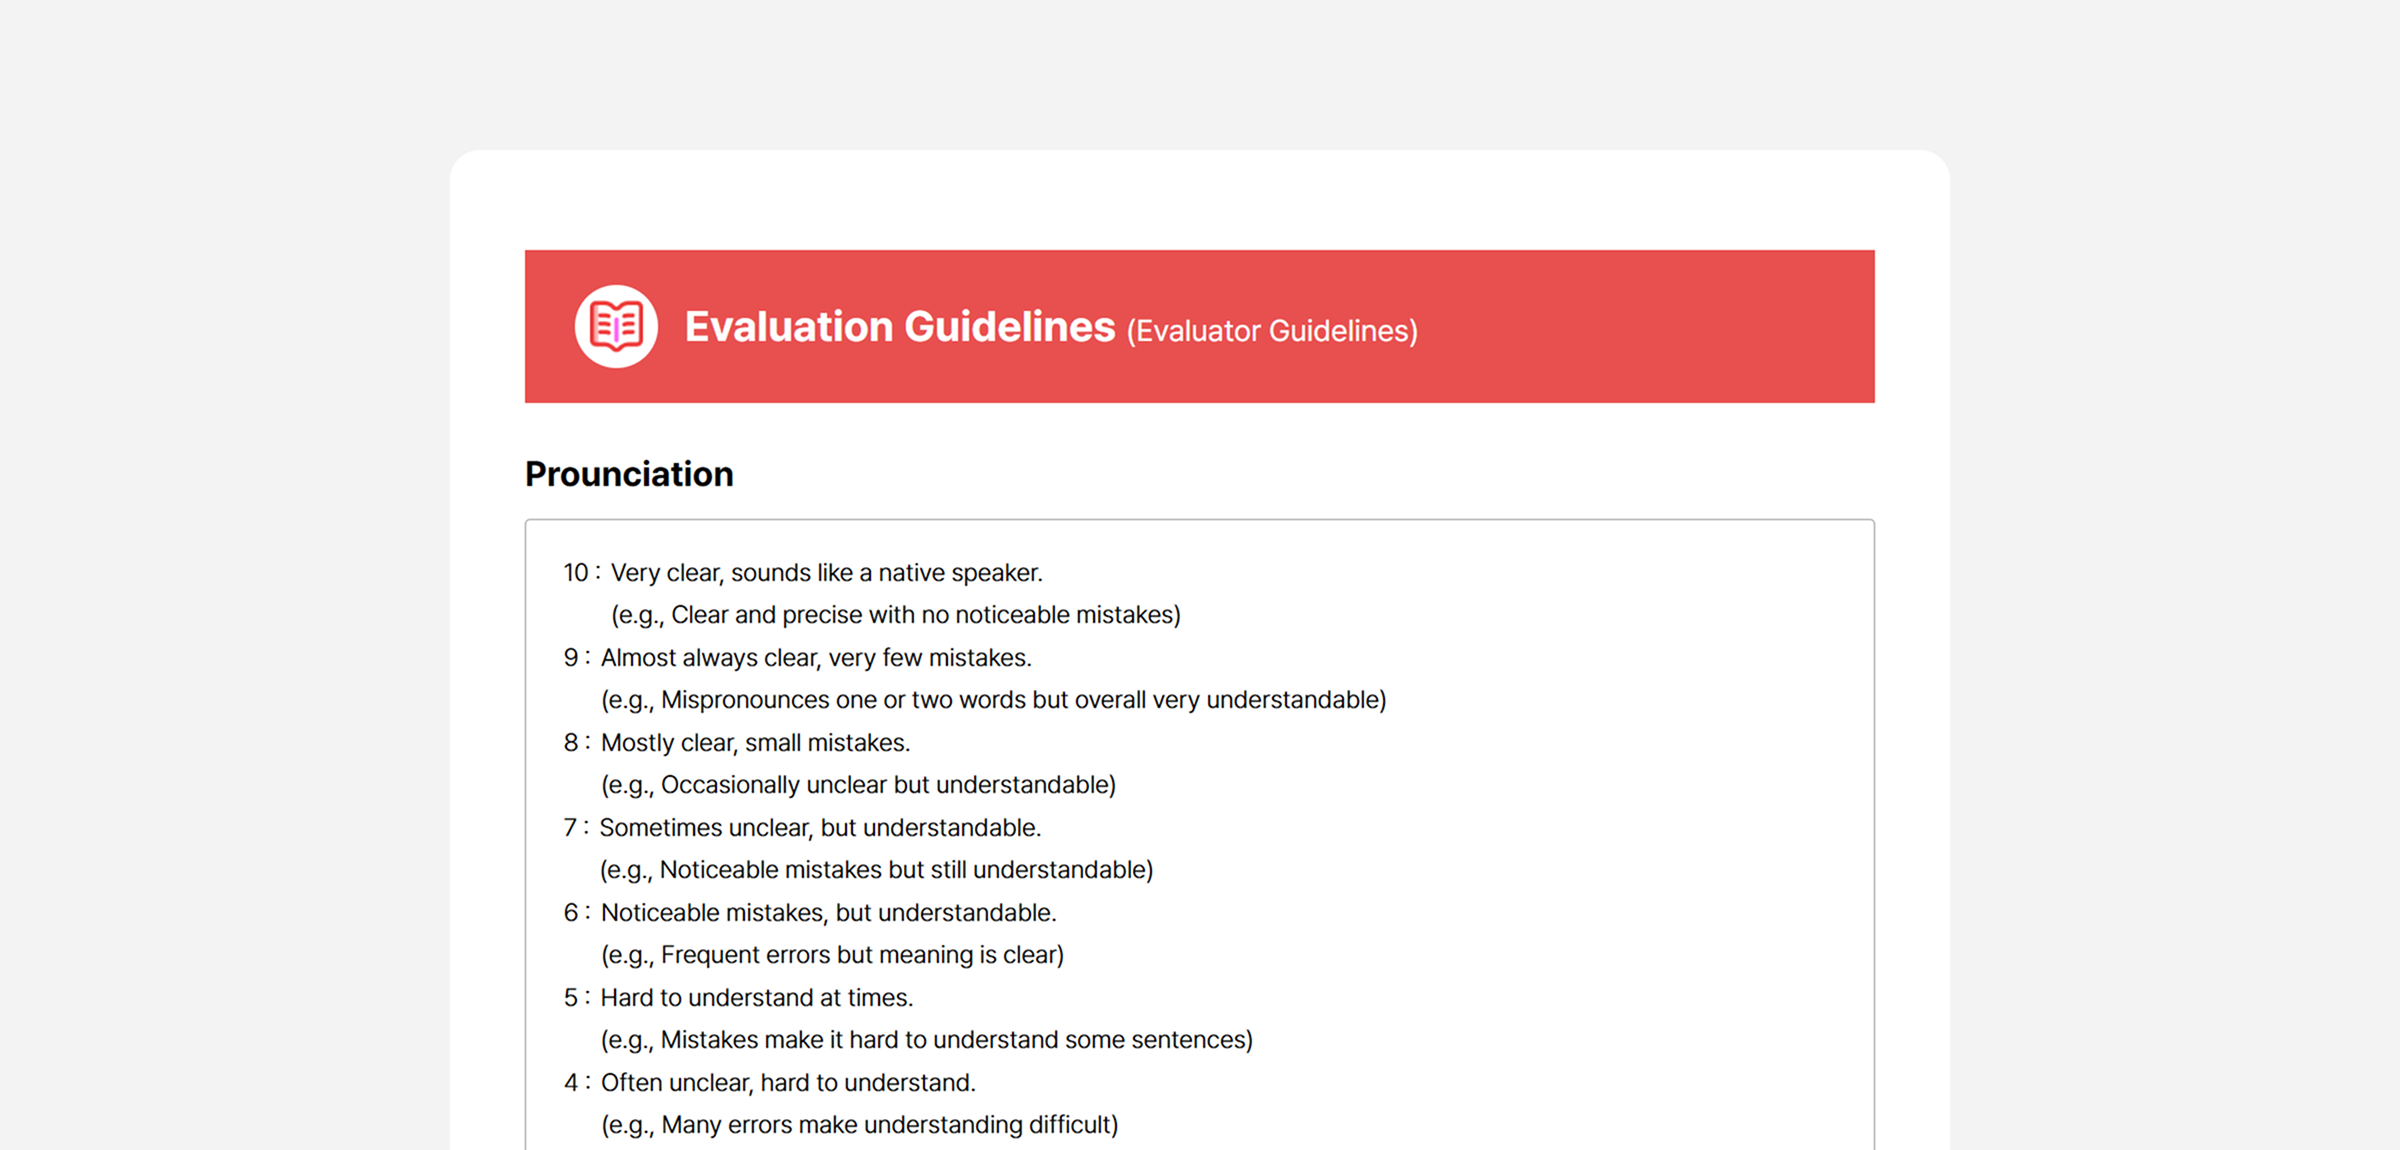 Evaluation Guidelines (Evaluator Guidelines)
Prounciation
10 : Very clear, sounds like a native speaker.
(e.g., Clear and precise with no noticeable mistakes)
9 : Almost always clear, very few mistakes.
(e.g., Mispronounces one or two words but overall very understandable)
8 : Mostly clear, small mistakes.
(e.g., Occasionally unclear but understandable)
7 : Sometimes unclear, but understandable.
(e.g., Noticeable mistakes but still understandable)
6 : Noticeable mistakes, but understandable.
(e.g., Frequent errors but meaning is clear)
5 : Hard to understand at times.
(e.g., Mistakes make it hard to understand some sentences)
4 : Often unclear, hard to understand.
(e.g., Many errors make understanding difficult)